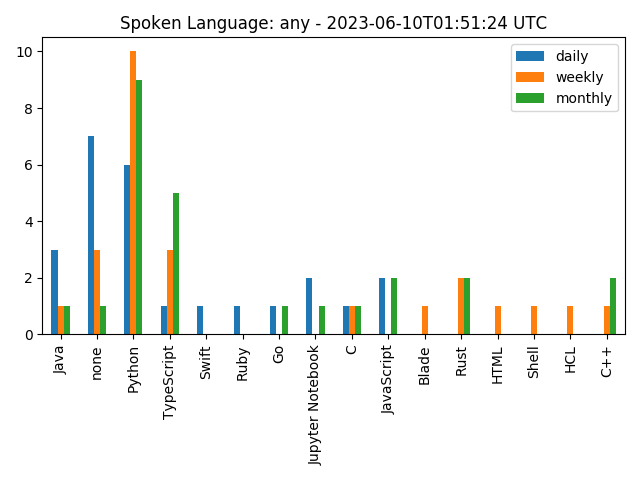 Spoken Language: any - 2023-06-10T01:51:24 UTC
daily
weekly
monthly
10
8
6
4
2
0
Java
none
Python
TypeScript
Swift
Ruby
Go
Jupyter Notebook
C
JavaScript
Blade
Rust
HTML
Shell
HCL
C++